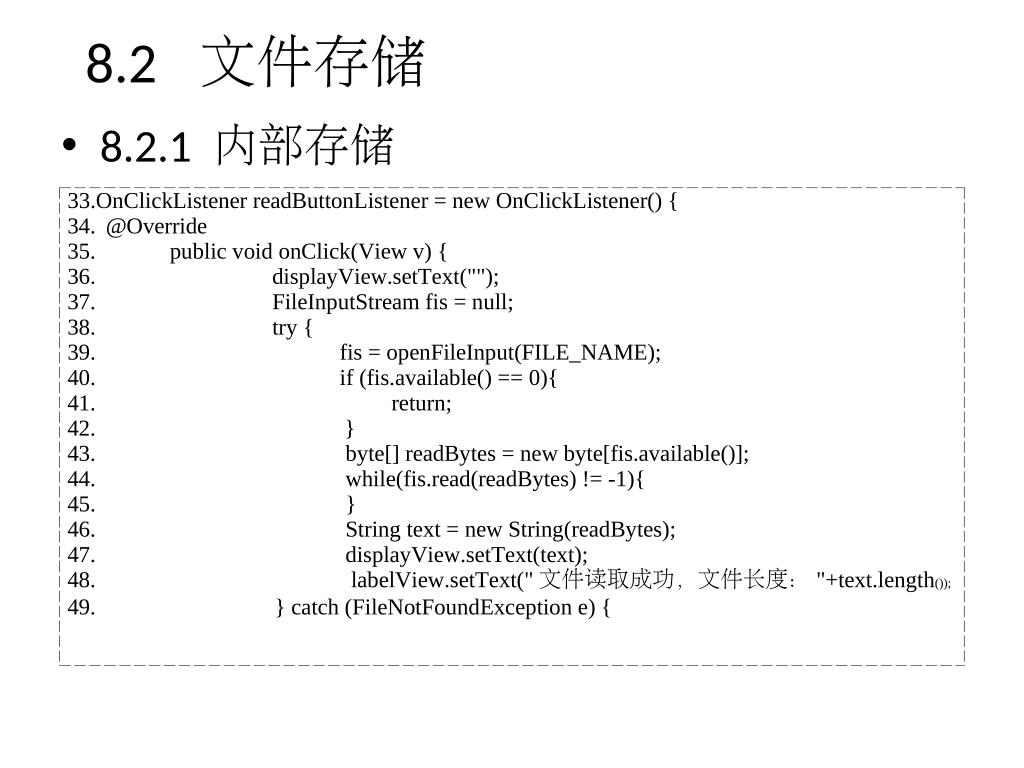 8.2 文件存储
• 8.2.1 内部存储
33.OnClickListener readButtonListener = new OnClickListener() {
34. @Override
35. public void onClick(View v) {
36. displayView.setText("");
37. FileInputStream fis = null;
38. try {
39. fis = openFileInput(FILE_NAME);
40. if (fis.available() == 0){
41. return;
42. }
43. byte[] readBytes = new byte[fis.available()];
44. while(fis.read(readBytes) != -1){
45. }
46. String text = new String(readBytes);
47. displayView.setText(text);
48. labelView.setText(" 文件读取成功，文件长度： "+text.length());
49. } catch (FileNotFoundException e) {